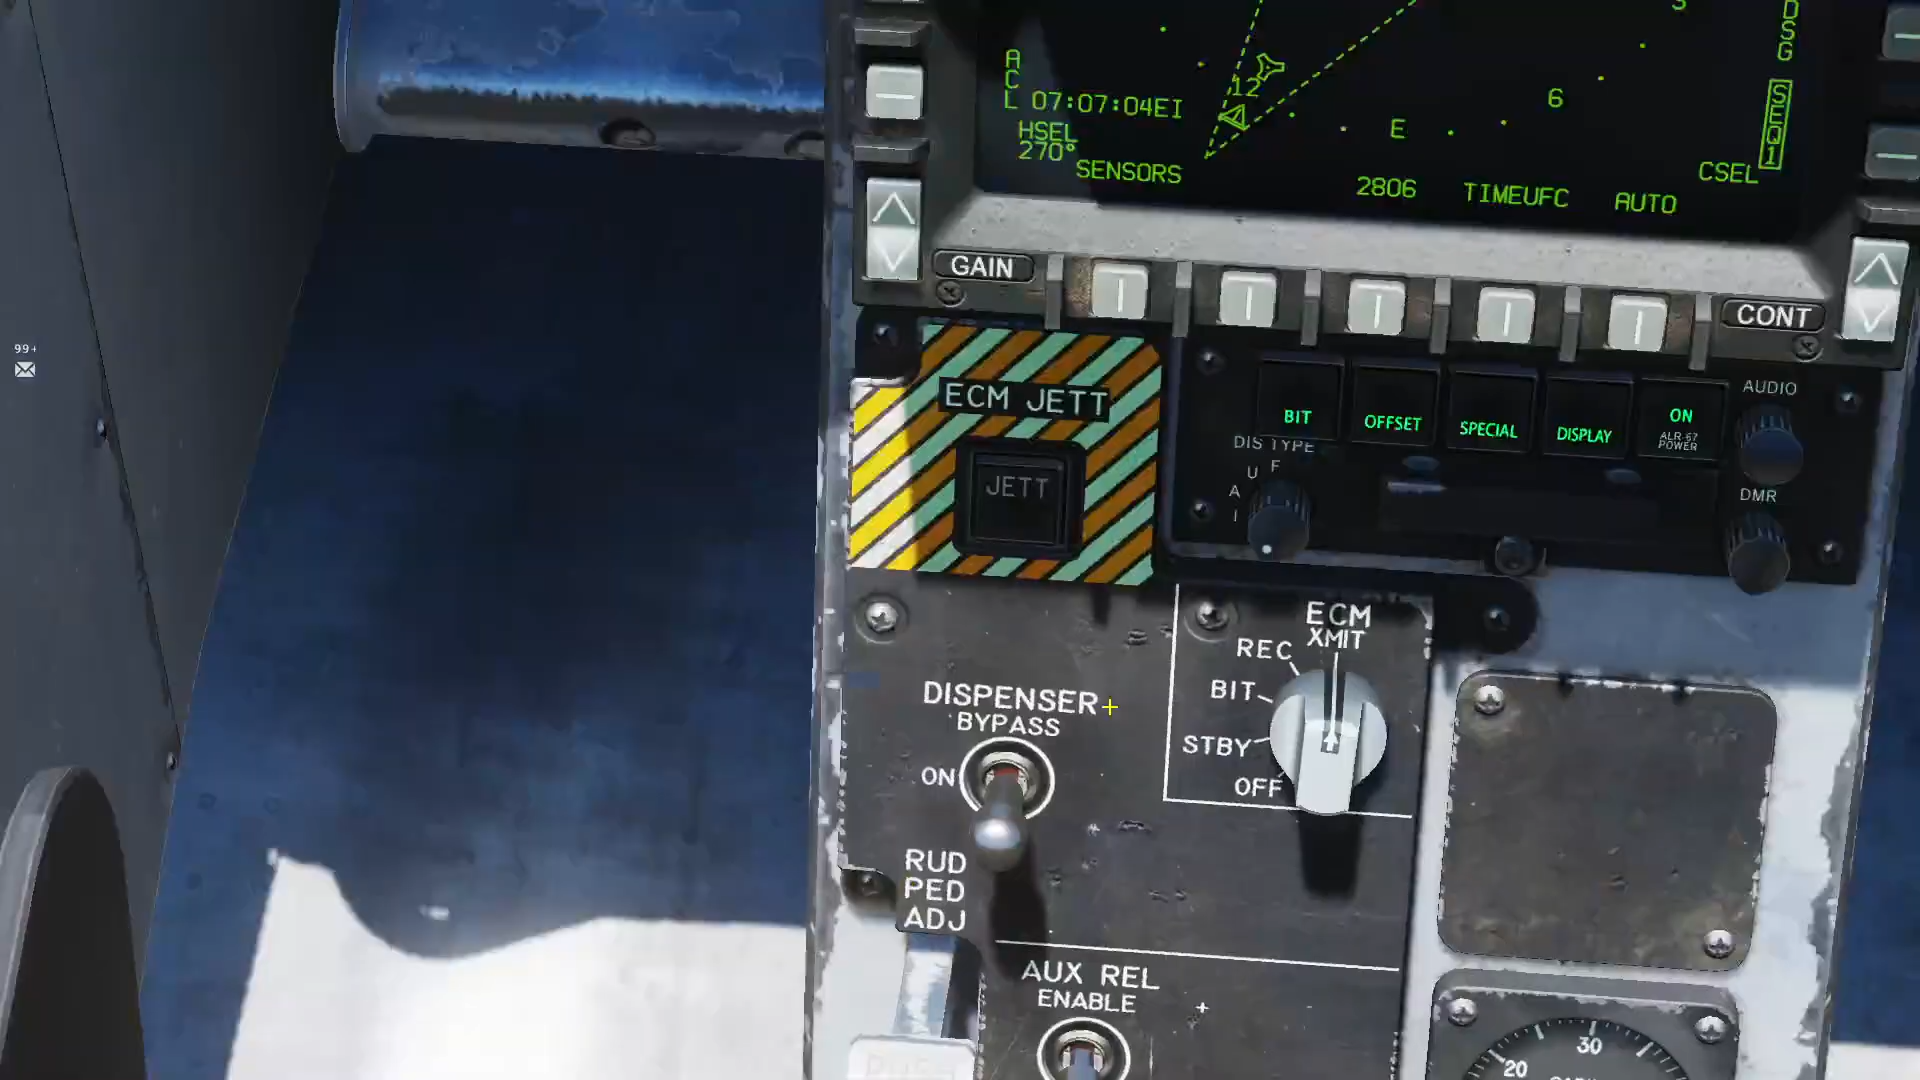 99+
A
C
L
07:07:04EI
HSEL
270°
SENSORS
12
E
6
2806
TIMEUFC
AUTO
CSEL
SEQ1
D
S
G
GAIN
CONT
ECM JETT
JETT
BIT
OFFSET
SPECIAL
DISPLAY
ON
ALR-67
POWER
AUDIO
DIS TYPE
F
U
A
I
DMR
ECM
XMIT
REC
BIT
STBY
OFF
DISPENSER
BYPASS
ON
RUD
PED
ADJ
AUX REL
ENABLE
30
20